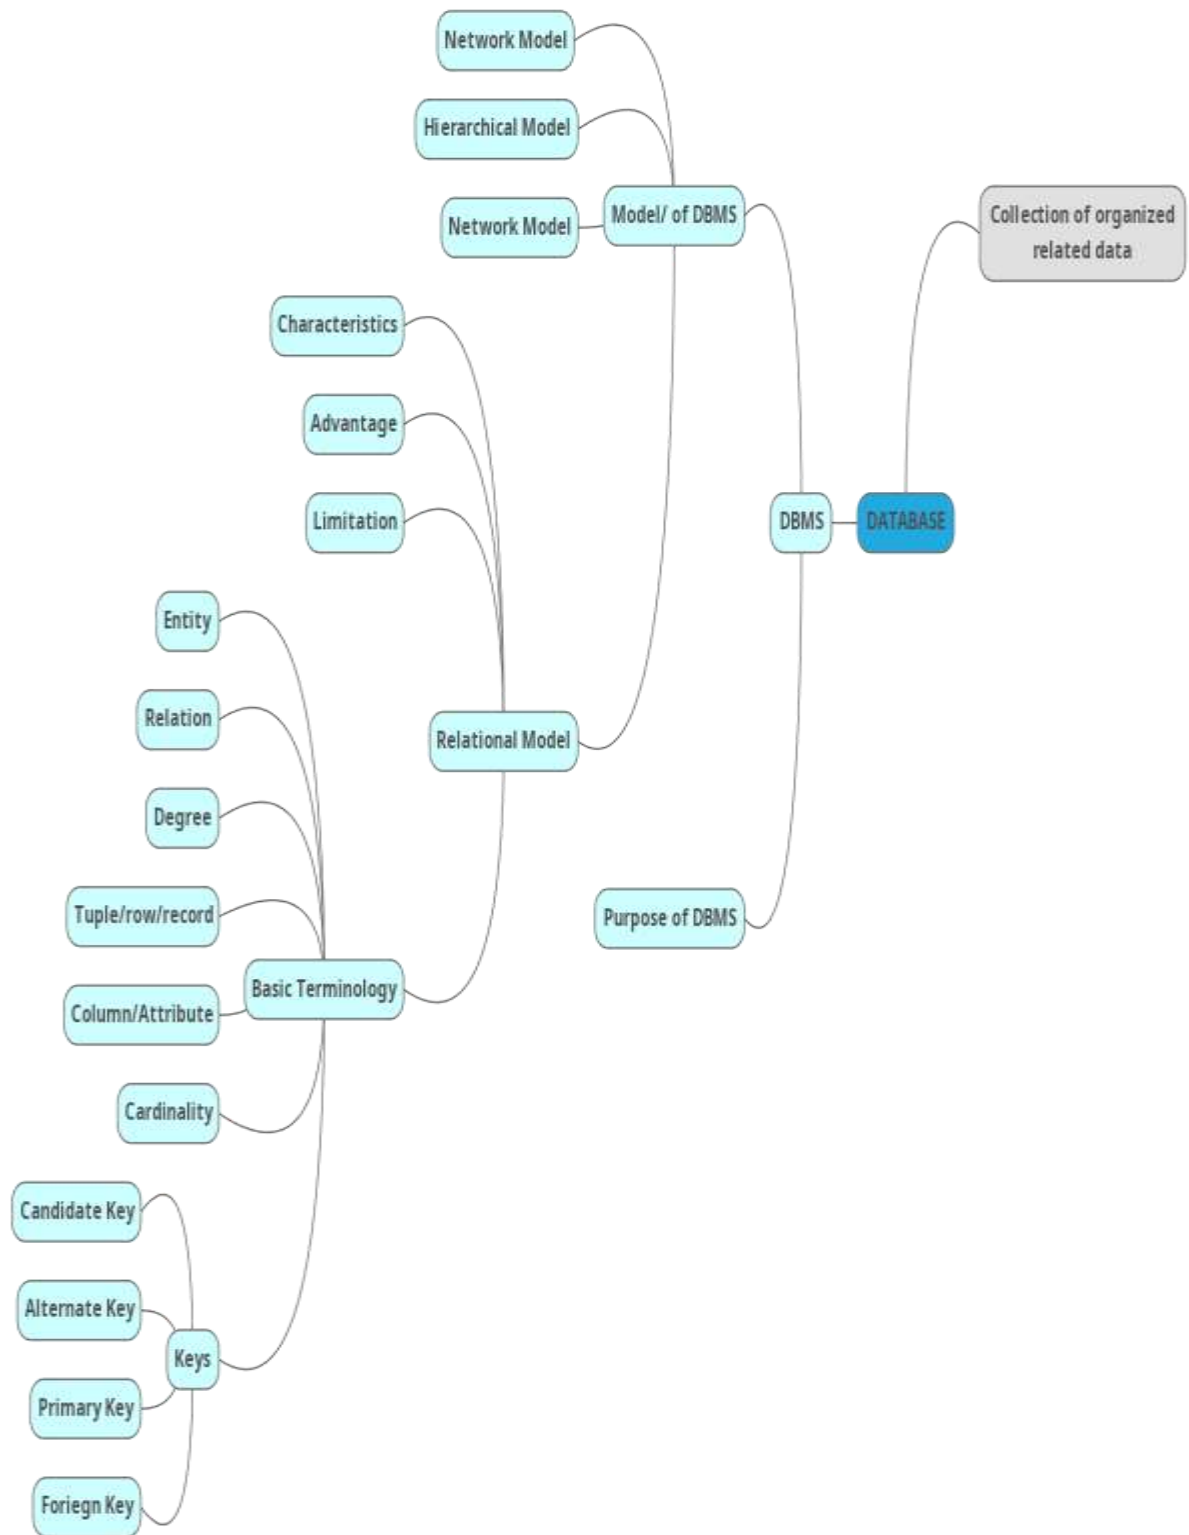 Network Model
Hierarchical Model
Network Model
Model/ of DBMS
Collection of organized
related data
Characteristics
Advantage
Limitation
DBMS
DATABASE
Entity
Relation
Relational Model
Degree
Tuple/row/record
Purpose of DBMS
Basic Terminology
Column/Attribute
Cardinality
Candidate Key
Alternate Key
Keys
Primary Key
Foriegn Key